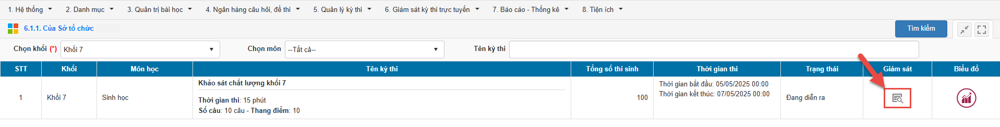 1. Hệ thống 2. Danh mục 3. Quản trị bài học 4. Ngân hàng câu hỏi, đề thi 5. Quản lý kỳ thi 6. Giám sát kỳ thi trực tuyến 7. Báo cáo - Thống kê 8. Tiện ích
6.1.1. Của Sở tổ chức Tìm kiếm
Chọn khối (*) Khối 7 Chọn môn --Tất cả-- Tên kỳ thi
STT Khối Môn học Tên kỳ thi Tổng số thí sinh Thời gian thi Trạng thái Giám sát Biểu đồ
Khảo sát chất lượng khối 7
Thời gian bắt đầu: 05/05/2025 00:00
Thời gian kết thúc: 07/05/2025 00:00
1 Khối 7 Sinh học 100 Đang diễn ra
Thời gian thi: 15 phút
Số câu: 10 câu - Thang điểm: 10